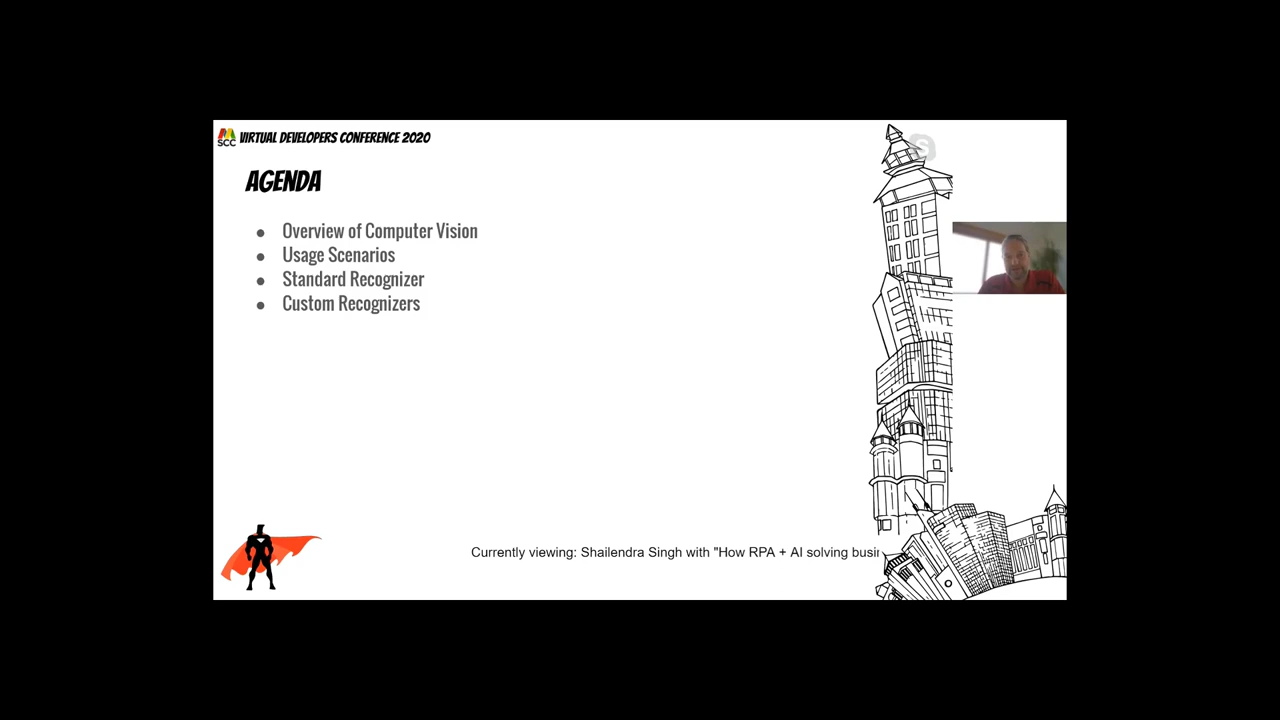 SCC VIRTUAL DEVELOPERS CONFERENCE 2020
AGENDA
● Overview of Computer Vision
● Usage Scenarios
● Standard Recognizer
● Custom Recognizers
Currently viewing: Shailendra Singh with "How RPA + AI solving busin